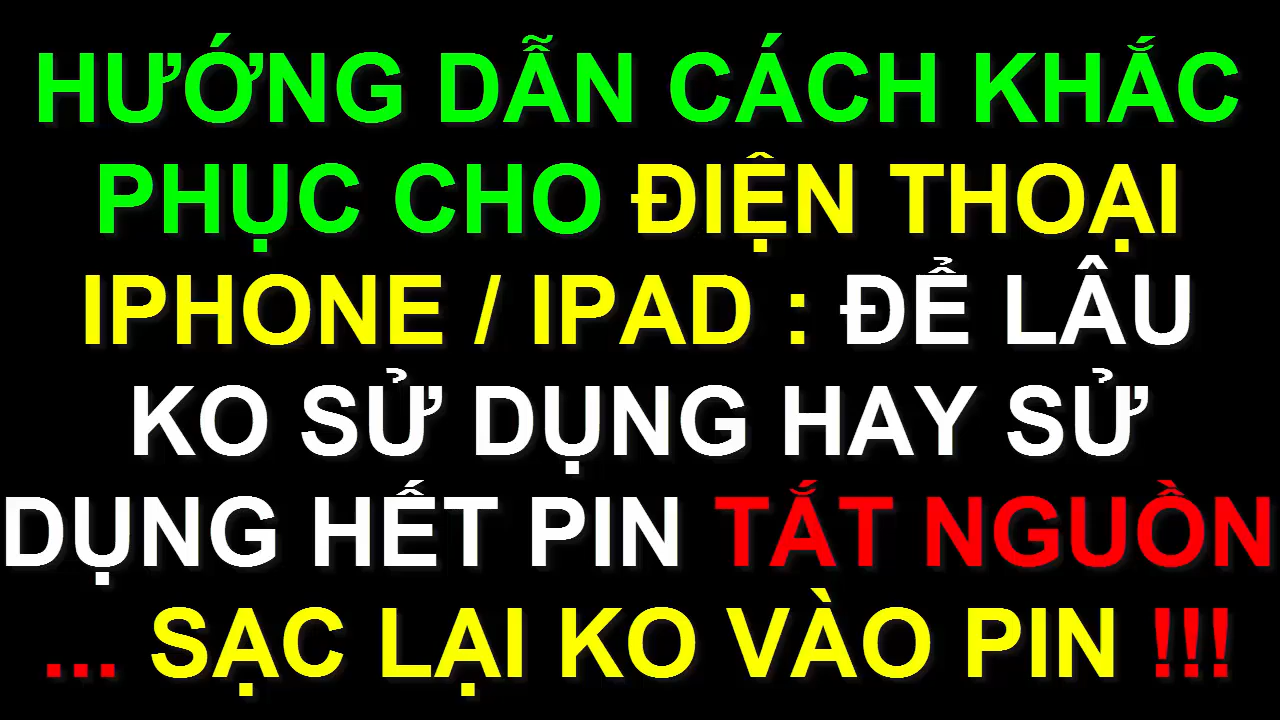 HƯỚNG DẪN CÁCH KHẮC
PHỤC CHO ĐIỆN THOẠI
IPHONE / IPAD : ĐỂ LÂU
KO SỬ DỤNG HAY SỬ
DỤNG HẾT PIN TẮT NGUỒN
... SẠC LẠI KO VÀO PIN !!!